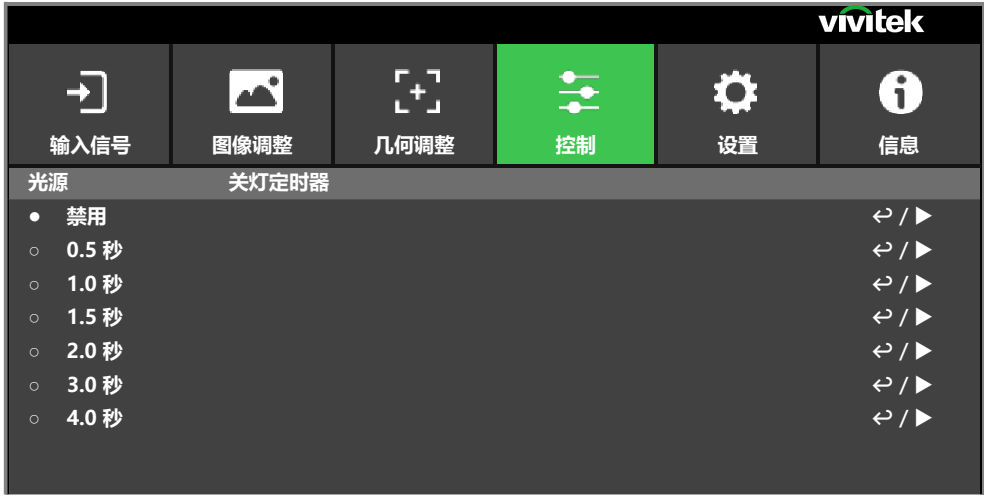 vivitek
输入信号 图像调整 几何调整 控制 设置 信息
光源 关灯定时器
● 禁用 ↩ / ▶
○ 0.5 秒 ↩ / ▶
○ 1.0 秒 ↩ / ▶
○ 1.5 秒 ↩ / ▶
○ 2.0 秒 ↩ / ▶
○ 3.0 秒 ↩ / ▶
○ 4.0 秒 ↩ / ▶